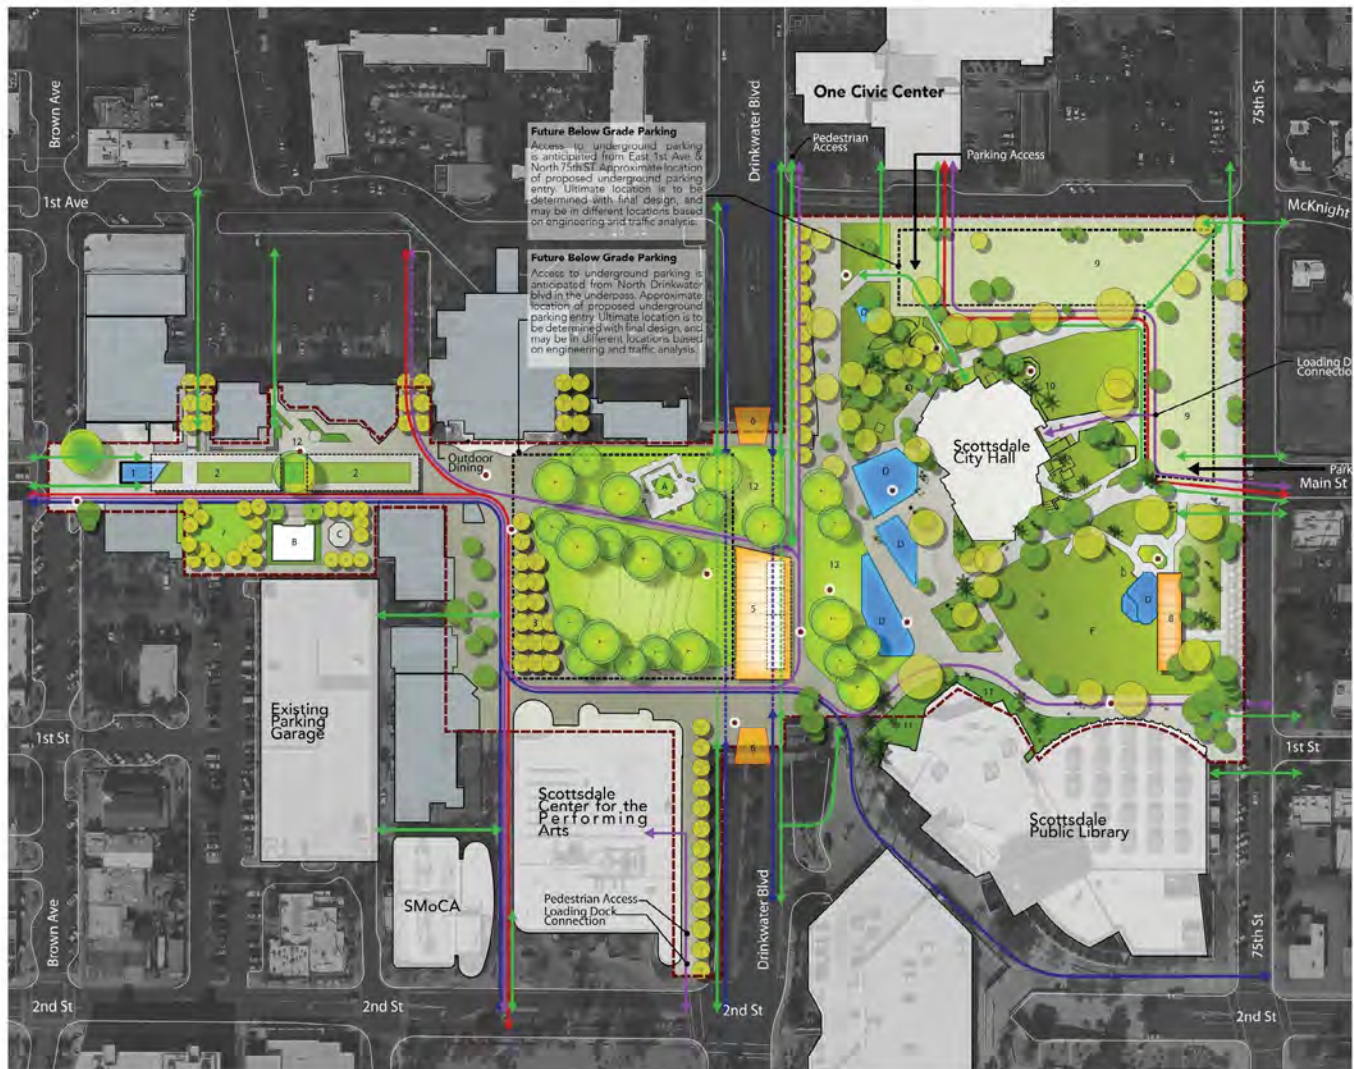 One Civic Center
Brown Ave
Drinkwater Blvd
75th St
Pedestrian
Access
Parking Access
Future Below Grade Parking
Access to underground parking
is anticipated from East 1st Ave &
North 75th ST. Approximate location
of proposed underground parking
entry. Ultimate location is to be
determined with final design, and
may be in different locations based
on engineering and traffic analysis.
1st Ave
McKnight
Future Below Grade Parking
Access to underground parking is
anticipated from North Drinkwater
blvd in the underpass. Approximate
location of proposed underground
parking entry. Ultimate location is to
be determined with final design, and
may be in different locations based
on engineering and traffic analysis.
9
D
Loading D
Connectio
10
9
6
12
Outdoor
Dining
Scottsdale
City Hall
1
2
2
A
12
D
Park
Main St
B
C
D
3
5
12
D
D
8
F
Existing
Parking
Garage
11
11
1st St
6
1st St
Scottsdale
Center for the
Performing
Arts
Scottsdale
Public Library
SMoCA
Pedestrian Access
Loading Dock
Connection
Brown Ave
Drinkwater Blvd
75th St
2nd St
2nd St
2nd St
2nd St